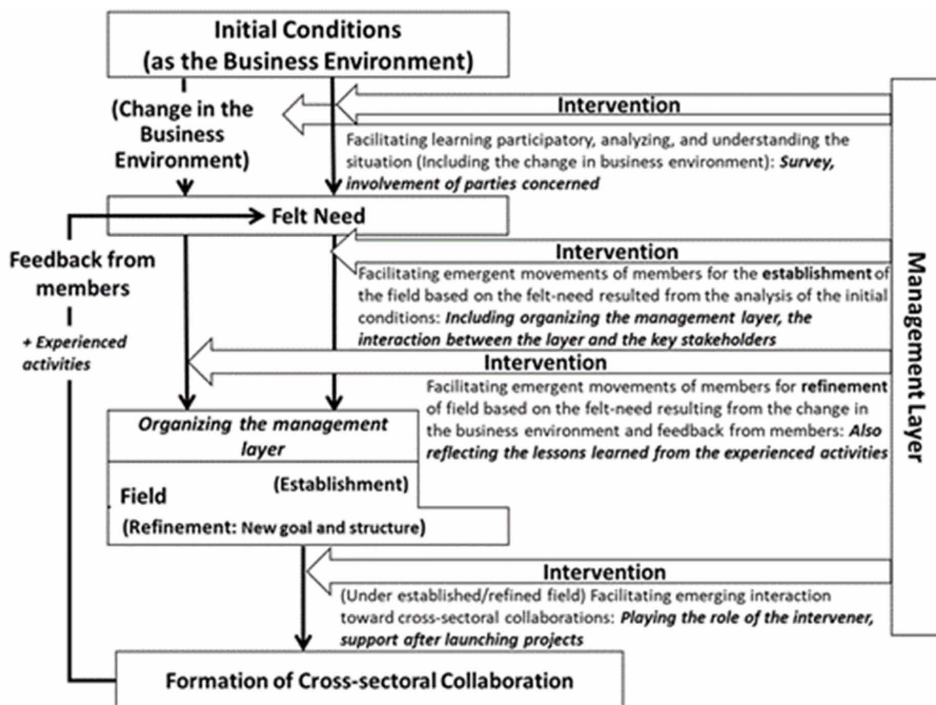 Initial Conditions
(as the Business Environment)
(Change in the
Business
Environment)
Intervention
Facilitating learning participatory, analyzing, and understanding the
situation (Including the change in business environment): Survey,
involvement of parties concerned
Felt Need
Feedback from
members
+ Experienced
activities
Intervention
Facilitating emergent movements of members for the establishment of
the field based on the felt-need resulted from the analysis of the initial
conditions: Including organizing the management layer, the
interaction between the layer and the key stakeholders
Intervention
Facilitating emergent movements of members for refinement
of field based on the felt-need resulting from the change in
the business environment and feedback from members: Also
reflecting the lessons learned from the experienced activities
Management Layer
Organizing the management
layer
(Establishment)
Field
(Refinement: New goal and structure)
Intervention
(Under established/refined field) Facilitating emerging interaction
toward cross-sectoral collaborations: Playing the role of the intervener,
support after launching projects
Formation of Cross-sectoral Collaboration